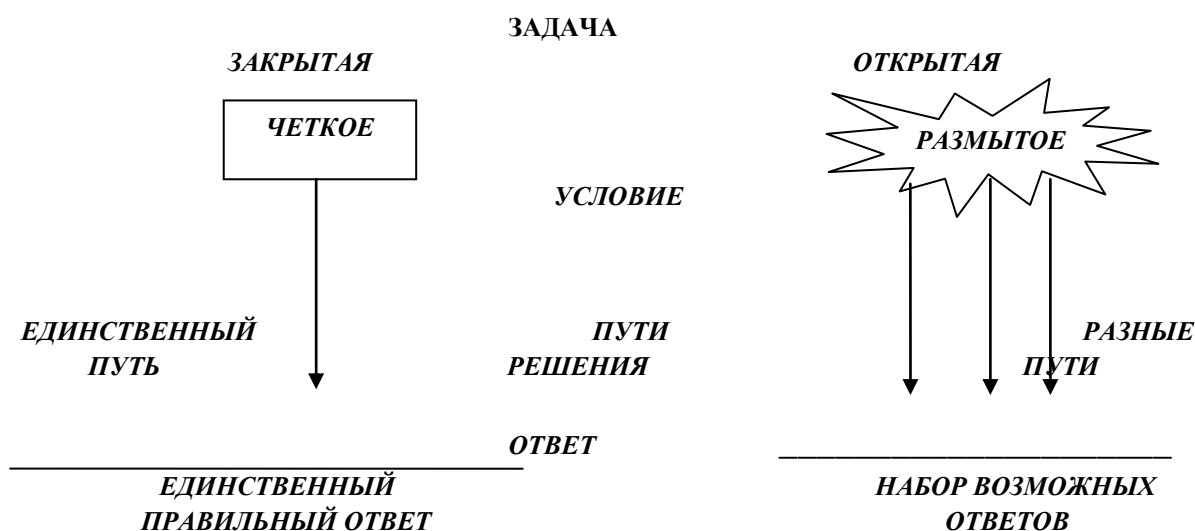 ЗАДАЧА
ЗАКРЫТАЯ ОТКРЫТАЯ
ЧЕТКОЕ РАЗМЫТОЕ
УСЛОВИЕ
ЕДИНСТВЕННЫЙ ПУТИ РАЗНЫЕ
ПУТЬ РЕШЕНИЯ ПУТИ
ОТВЕТ
ЕДИНСТВЕННЫЙ НАБОР ВОЗМОЖНЫХ
ПРАВИЛЬНЫЙ ОТВЕТ ОТВЕТОВ